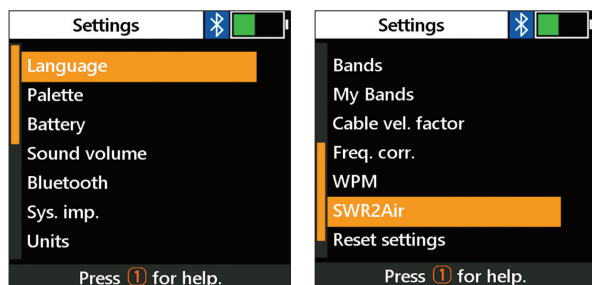 Settings
Language
Palette
Battery
Sound volume
Bluetooth
Sys. imp.
Units
Press 1 for help.
Settings
Bands
My Bands
Cable vel. factor
Freq. corr.
WPM
SWR2Air
Reset settings
Press 1 for help.